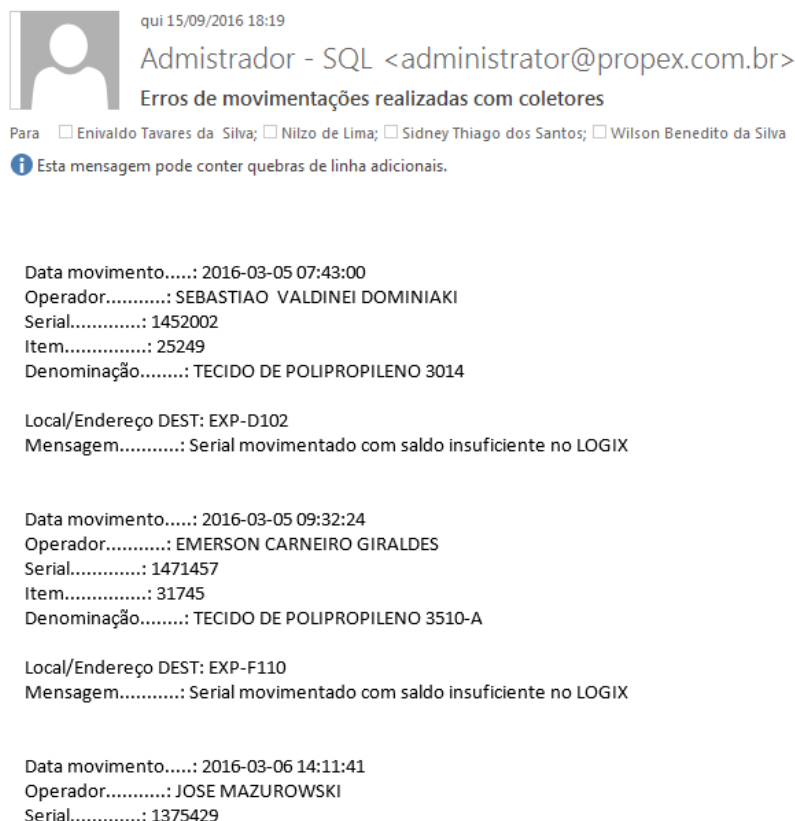 qui 15/09/2016 18:19
Admistrador - SQL <administrator@propex.com.br>
Erros de movimentações realizadas com coletores
Para Enivaldo Tavares da Silva; Nilzo de Lima; Sidney Thiago dos Santos; Wilson Benedito da Silva
Esta mensagem pode conter quebras de linha adicionais.
Data movimento.....: 2016-03-05 07:43:00
Operador...........: SEBASTIAO VALDINEI DOMINIAKI
Serial.............: 1452002
Item...............: 25249
Denominação........: TECIDO DE POLIPROPILENO 3014
Local/Endereço DEST: EXP-D102
Mensagem...........: Serial movimentado com saldo insuficiente no LOGIX
Data movimento.....: 2016-03-05 09:32:24
Operador...........: EMERSON CARNEIRO GIRALDES
Serial.............: 1471457
Item...............: 31745
Denominação........: TECIDO DE POLIPROPILENO 3510-A
Local/Endereço DEST: EXP-F110
Mensagem...........: Serial movimentado com saldo insuficiente no LOGIX
Data movimento.....: 2016-03-06 14:11:41
Operador...........: JOSE MAZUROWSKI
Serial.............: 1375429